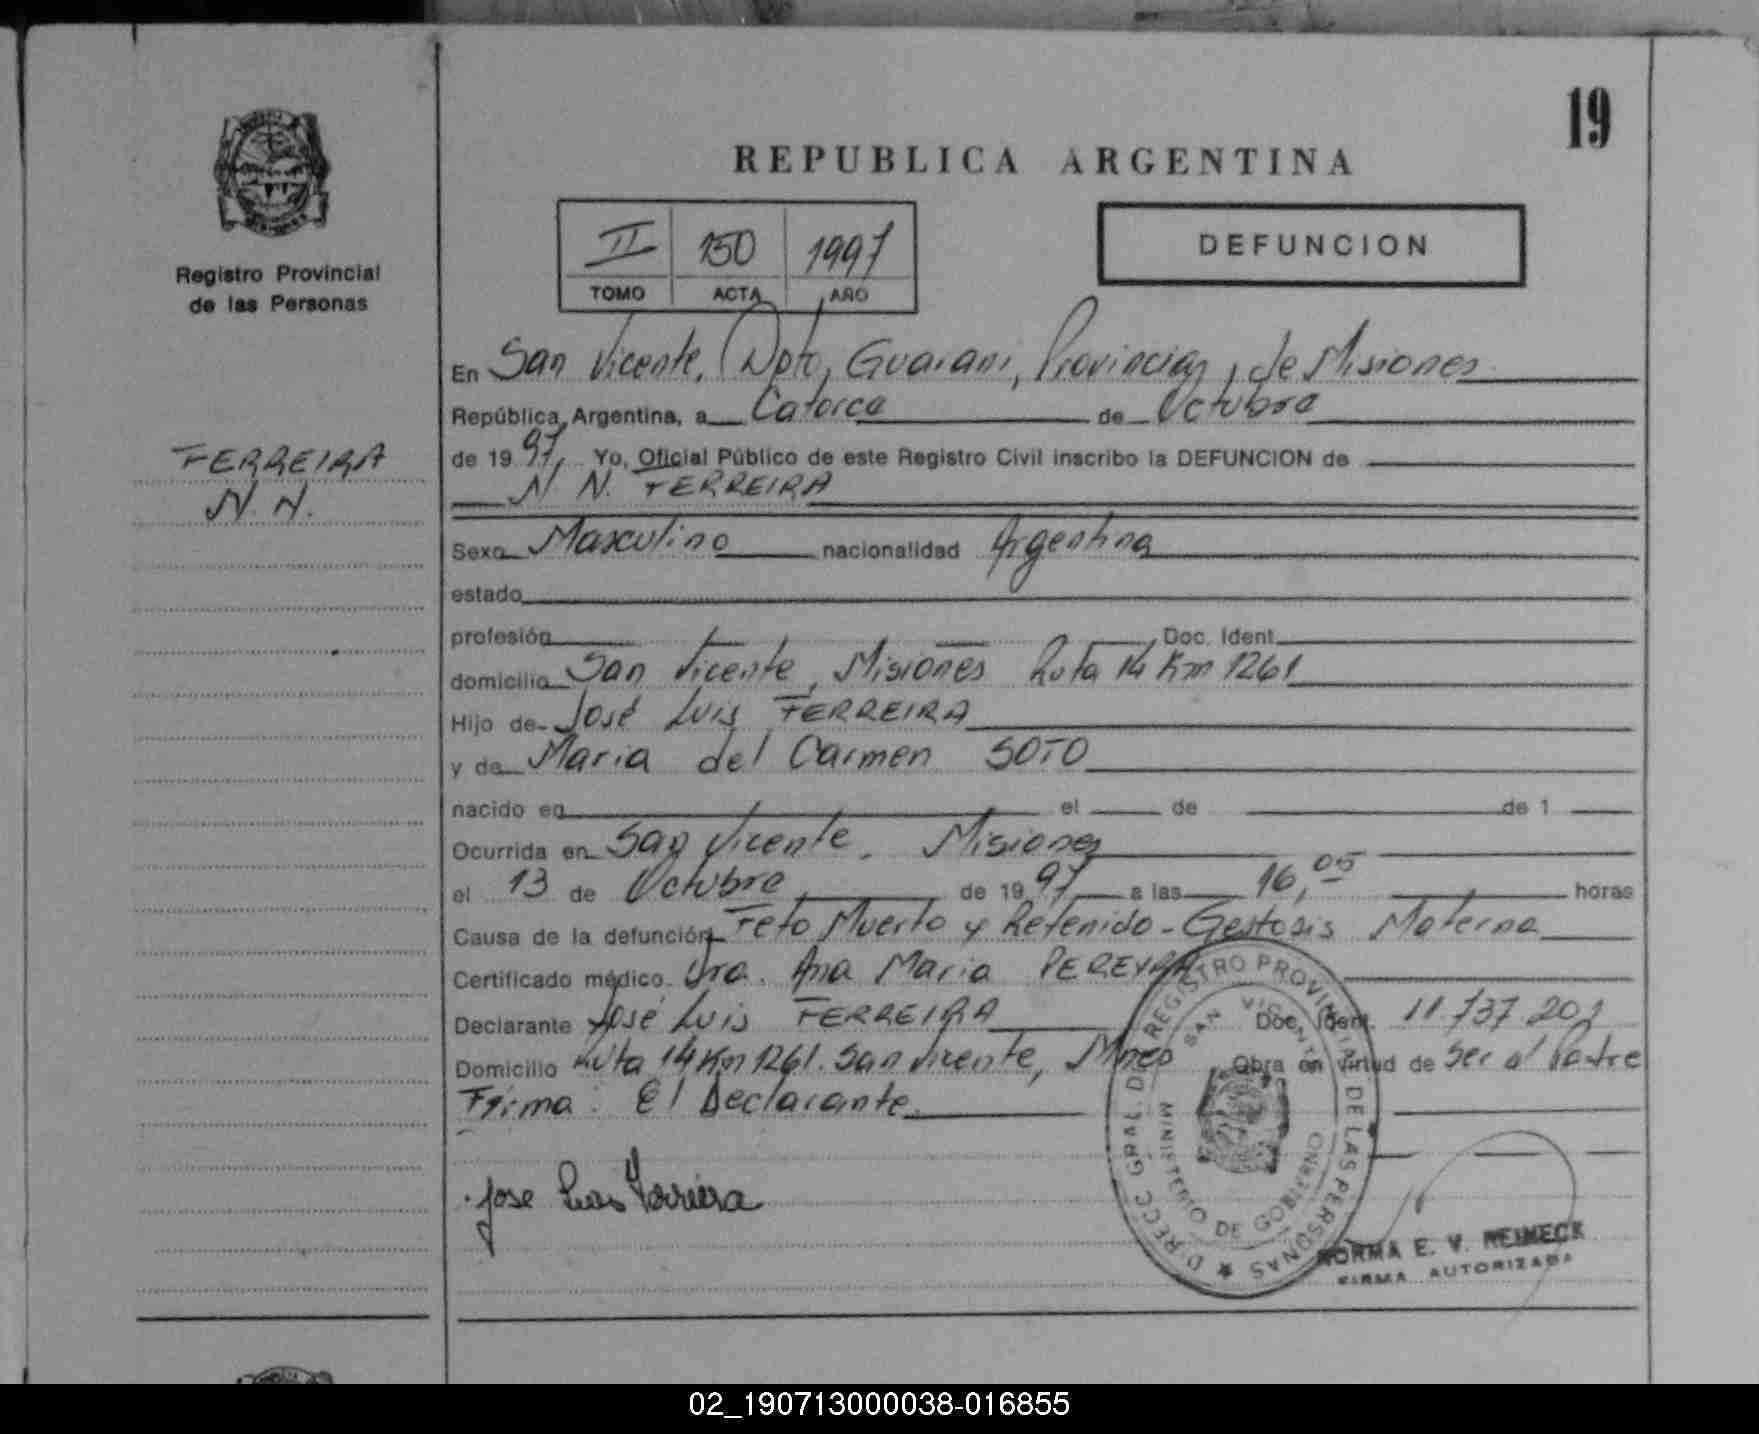 19
REPUBLICA ARGENTINA
Registro Provincial
de las Personas
II 150 1997
TOMO ACTA AÑO
DEFUNCION
FERREIRA
N. N.
En San Vicente, Dpto, Guarani, Provincia, de Misiones
República Argentina, a Catorce de Octubre
de 19 97, Yo, Oficial Público de este Registro Civil inscribo la DEFUNCION de
N N. FERREIRA
Sexo Masculino nacionalidad Argentina
estado
profesión Doc. Ident.
domicilio San Vicente, Misiones Ruta 14 Km 1261
Hijo de José Luis FERREIRA
y de Maria del Carmen SOTO
nacido en el de de 1
Ocurrida en San Vicente. Misiones
el 13 de Octubre de 19 97 a las 16,05 horas
Causa de la defunción Feto Muerto y Retenido - Gestosis Materna
Certificado médico Dra. Ana Maria PEREYRA
Declarante José Luis FERREIRA Doc. Ident. 11.737.201
Domicilio Ruta 14 Km 1261. San Vicente, Mnes Obra en virtud de ser el Padre
Firma: El Declarante
Jose Luis Ferreira
DIRECC. GRAL. DE REGISTRO PROVINCIAL DE LAS PERSONAS
SAN VICENTE
MINISTERIO DE GOBIERNO
NORMA E. V. REINECK
FIRMA AUTORIZADA
02_190713000038-016855